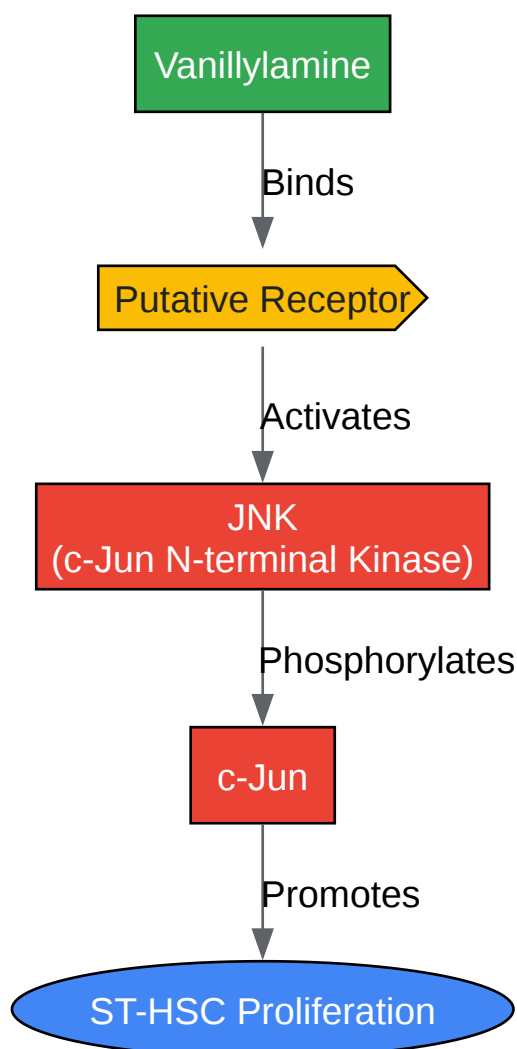 Vanillylamine
Binds
Putative Receptor
Activates
JNK
(c-Jun N-terminal Kinase)
Phosphorylates
c-Jun
Promotes
ST-HSC Proliferation